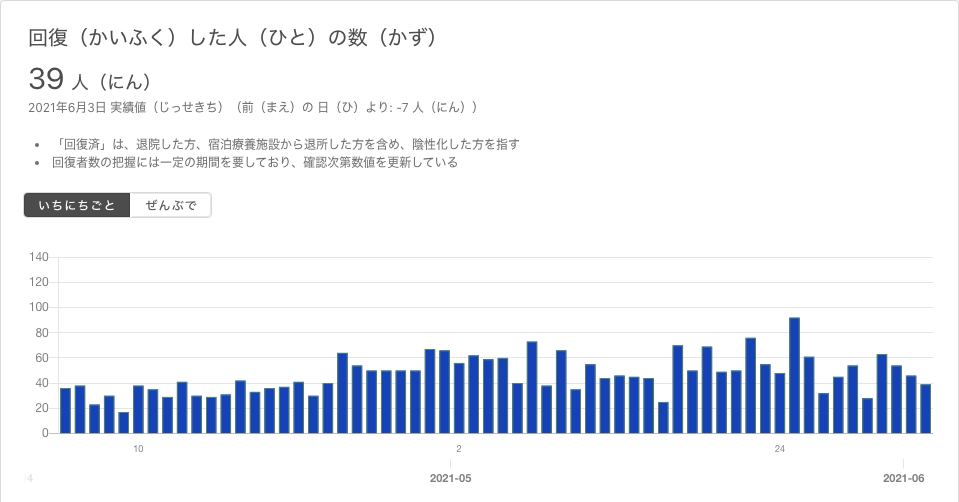 回復（かいふく）した人（ひと）の数（かず）
39 人（にん）
2021年6月3日 実績値（じっせきち）（前（まえ）の 日（ひ）より: -7 人（にん））
• 「回復済」は、退院した方、宿泊療養施設から退所した方を含め、陰性化した方を指す
• 回復者数の把握には一定の期間を要しており、確認次第数値を更新している
いちにちごと ぜんぶで
140
120
100
80
60
40
20
0
10 2 24
4 2021-05 2021-06